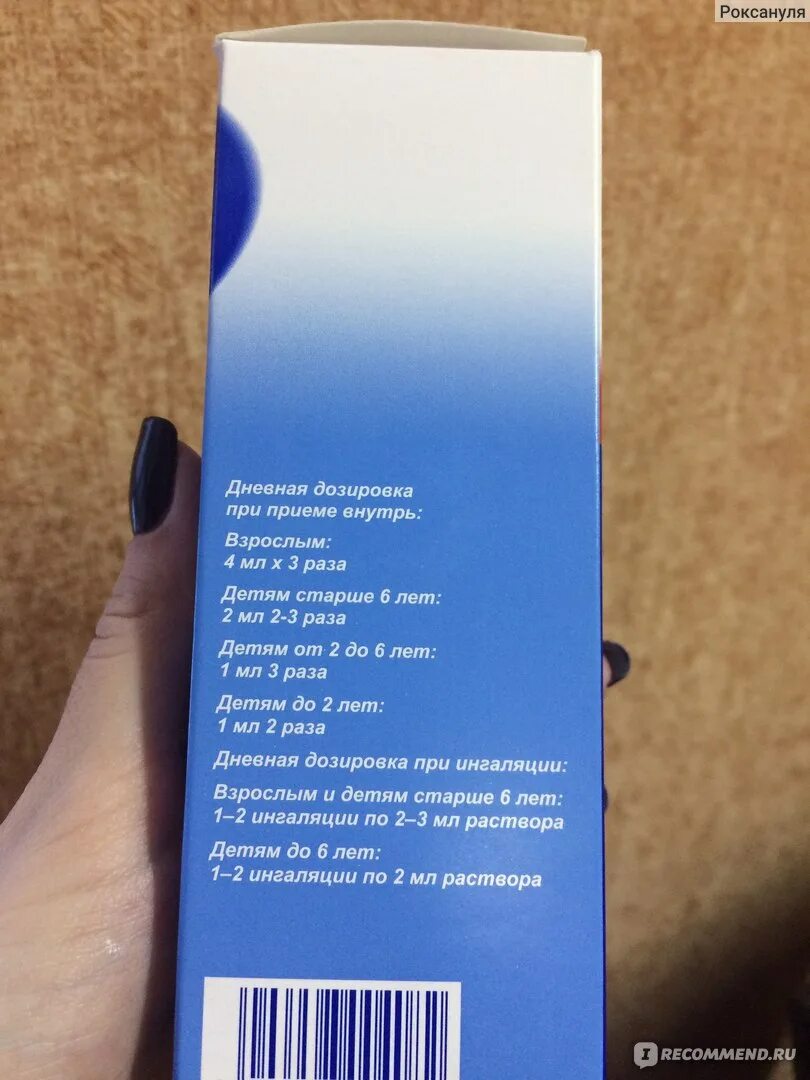 Роксануля
Дневная дозировка
при приеме внутрь:
Взрослым:
4 мл x 3 раза
Детям старше 6 лет:
2 мл 2-3 раза
Детям от 2 до 6 лет:
1 мл 3 раза
Детям до 2 лет:
1 мл 2 раза
Дневная дозировка при ингаляции:
Взрослым и детям старше 6 лет:
1–2 ингаляции по 2–3 мл раствора
Детям до 6 лет:
1–2 ингаляции по 2 мл раствора
IRECOMMEND.RU